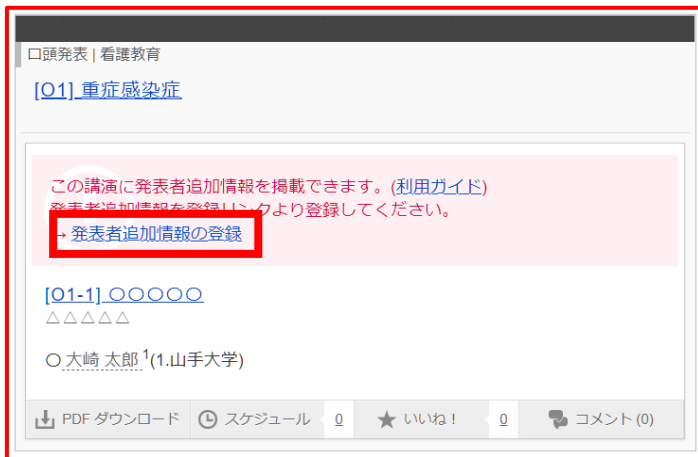 口頭発表 | 看護教育
[O1] 重症感染症
この講演に発表者追加情報を掲載できます。(利用ガイド)
発表者追加情報を登録リンクより登録してください。
→ 発表者追加情報の登録
[O1-1] 〇〇〇〇〇
△△△△△
〇 大崎 太郎 1(1.山手大学)
PDF ダウンロード スケジュール 0 いいね! 0 コメント (0)